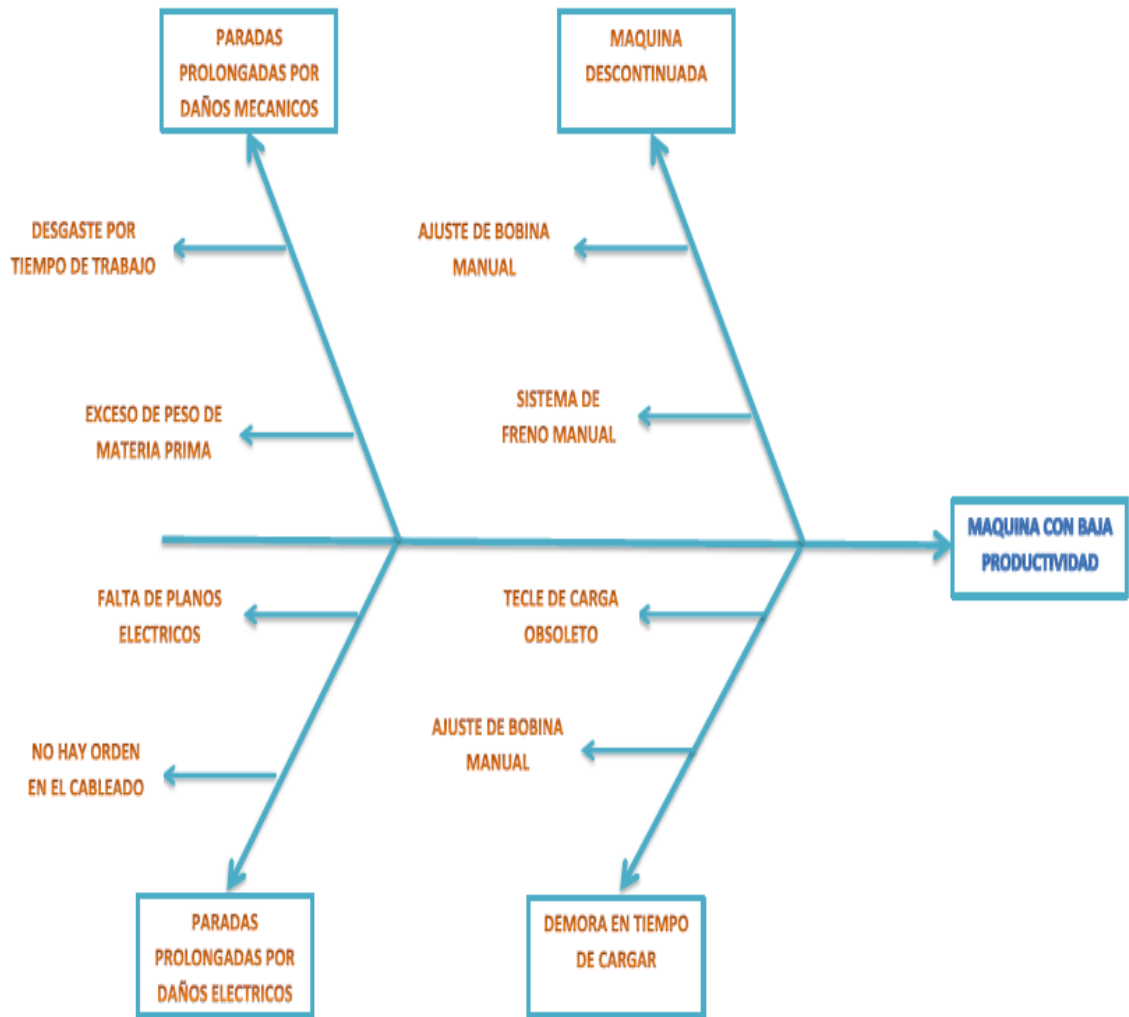 PARADAS
PROLONGADAS POR
DAÑOS MECANICOS
MAQUINA
DESCONTINUADA
DESGASTE POR
TIEMPO DE TRABAJO
AJUSTE DE BOBINA
MANUAL
EXCESO DE PESO DE
MATERIA PRIMA
SISTEMA DE
FRENO MANUAL
MAQUINA CON BAJA
PRODUCTIVIDAD
FALTA DE PLANOS
ELECTRICOS
TECLE DE CARGA
OBSOLETO
NO HAY ORDEN
EN EL CABLEADO
AJUSTE DE BOBINA
MANUAL
PARADAS
PROLONGADAS POR
DAÑOS ELECTRICOS
DEMORA EN TIEMPO
DE CARGAR